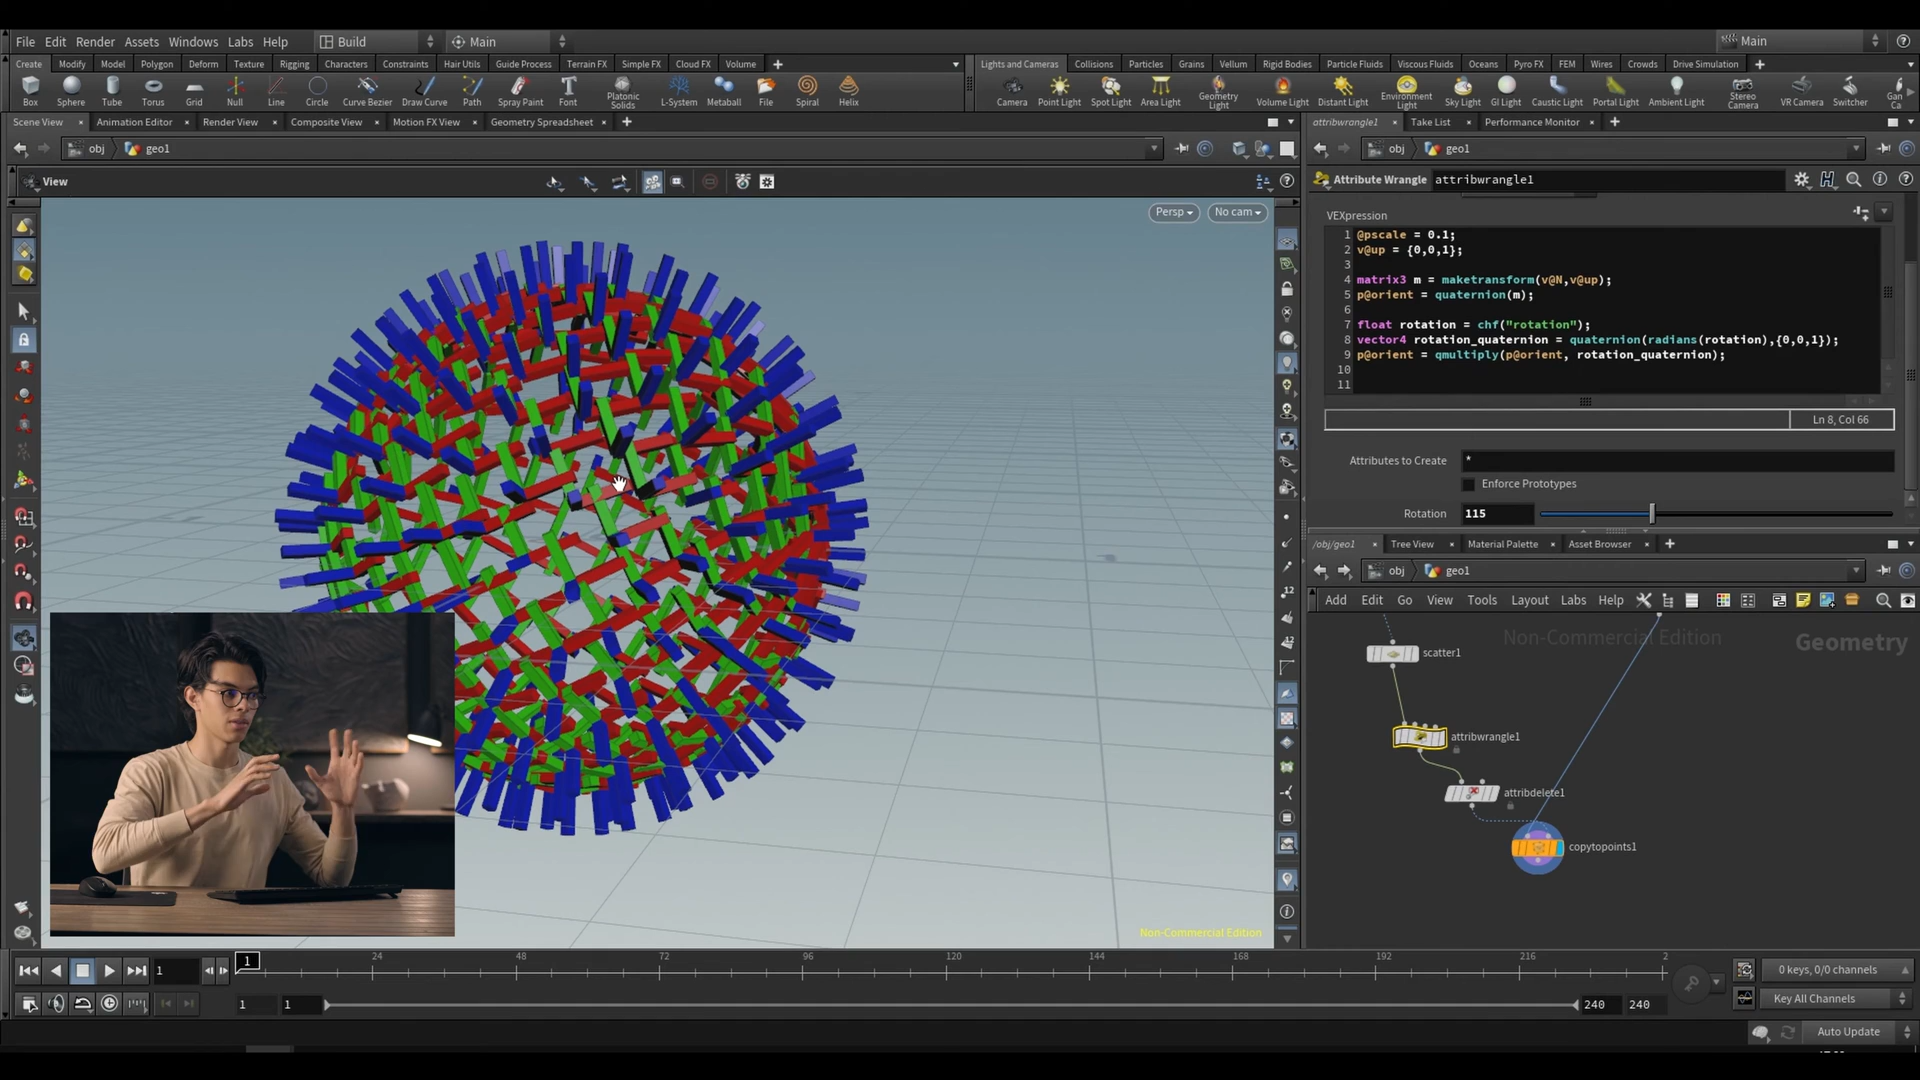 File Edit Render Assets Windows Labs Help Build Main Main
Create Modify Model Polygon Deform Texture Rigging Characters Constraints Hair Utils Guide Process Terrain FX Simple FX Cloud FX Volume
Lights and Cameras Collisions Particles Grains Vellum Rigid Bodies Particle Fluids Viscous Fluids Oceans Pyro FX FEM Wires Crowds Drive Simulation
Box Sphere Tube Torus Grid Null Line Circle Curve Bezier Draw Curve Path Spray Paint Font Platonic Solids L-System Metaball File Spiral Helix
Camera Point Light Spot Light Area Light Geometry Light Volume Light Distant Light Environment Light Sky Light GI Light Caustic Light Portal Light Ambient Light Stereo Camera VR Camera Switcher Gan Ca
Scene View Animation Editor Render View Composite View Motion FX View Geometry Spreadsheet
attribwrangle1 Take List Performance Monitor
obj geo1
obj geo1
View
Attribute Wrangle attribwrangle1
Persp No cam
VEXpression
1 @pscale = 0.1;
2 v@up = {0,0,1};
3
4 matrix3 m = maketransform(v@N,v@up);
5 p@orient = quaternion(m);
6
7 float rotation = chf("rotation");
8 vector4 rotation_quaternion = quaternion(radians(rotation),{0,0,1});
9 p@orient = qmultiply(p@orient, rotation_quaternion);
10
11
Ln 8, Col 66
Attributes to Create *
Enforce Prototypes
Rotation 115
/obj/geo1 Tree View Material Palette Asset Browser
obj geo1
Add Edit Go View Tools Layout Labs Help
Non-Commercial Edition
Geometry
scatter1
attribwrangle1
attribdelete1
copytopoints1
Non-Commercial Edition
1
1 24 48 72 96 120 144 168 192 216 2
0 keys, 0/0 channels
1 1 240 240
Key All Channels
Auto Update